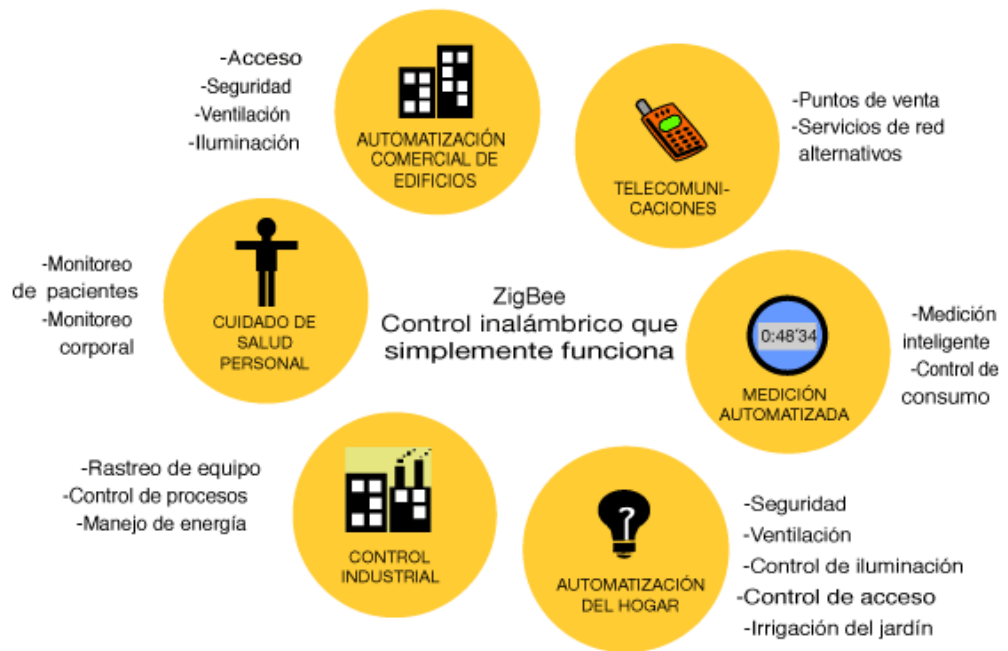 -Acceso
-Seguridad
-Ventilación
-Iluminación
AUTOMATIZACIÓN
COMERCIAL DE
EDIFICIOS
TELECOMUNI-
CACIONES
-Puntos de venta
-Servicios de red
alternativos
-Monitoreo
de pacientes
-Monitoreo
corporal
CUIDADO DE
SALUD
PERSONAL
ZigBee
Control inalámbrico que
simplemente funciona
0:48'34
MEDICIÓN
AUTOMATIZADA
-Medición
inteligente
-Control de
consumo
-Rastreo de equipo
-Control de procesos
-Manejo de energía
CONTROL
INDUSTRIAL
?
AUTOMATIZACIÓN
DEL HOGAR
-Seguridad
-Ventilación
-Control de iluminación
-Control de acceso
-Irrigación del jardín